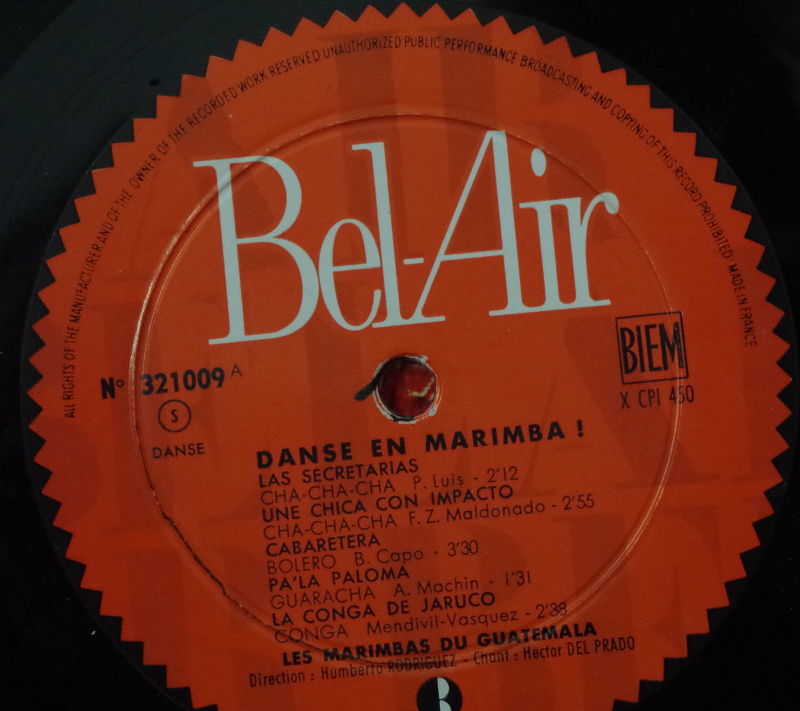 ALL RIGHTS OF THE MANUFACTURER AND OF THE OWNER OF THE RECORDED WORK RESERVED UNAUTHORIZED PUBLIC PERFORMANCE BROADCASTING AND COPYING OF THIS RECORD PROHIBITED. MADE IN FRANCE
Bel-Air
N° 321009 A
S
DANSE
BIEM
X CPI 450
DANSE EN MARIMBA !
LAS SECRETARIAS
CHA-CHA-CHA P. Luis - 2'12
UNE CHICA CON IMPACTO
CHA-CHA-CHA F. Z. Maldonado - 2'55
CABARETERA
BOLERO B. Capo - 3'30
PA'LA PALOMA
GUARACHA A. Machin - 1'31
LA CONGA DE JARUCO
CONGA Mendivil-Vasquez - 2'38
LES MARIMBAS DU GUATEMALA
Direction : Humberto RODRIGUEZ - Chant : Hector DEL PRADO
B